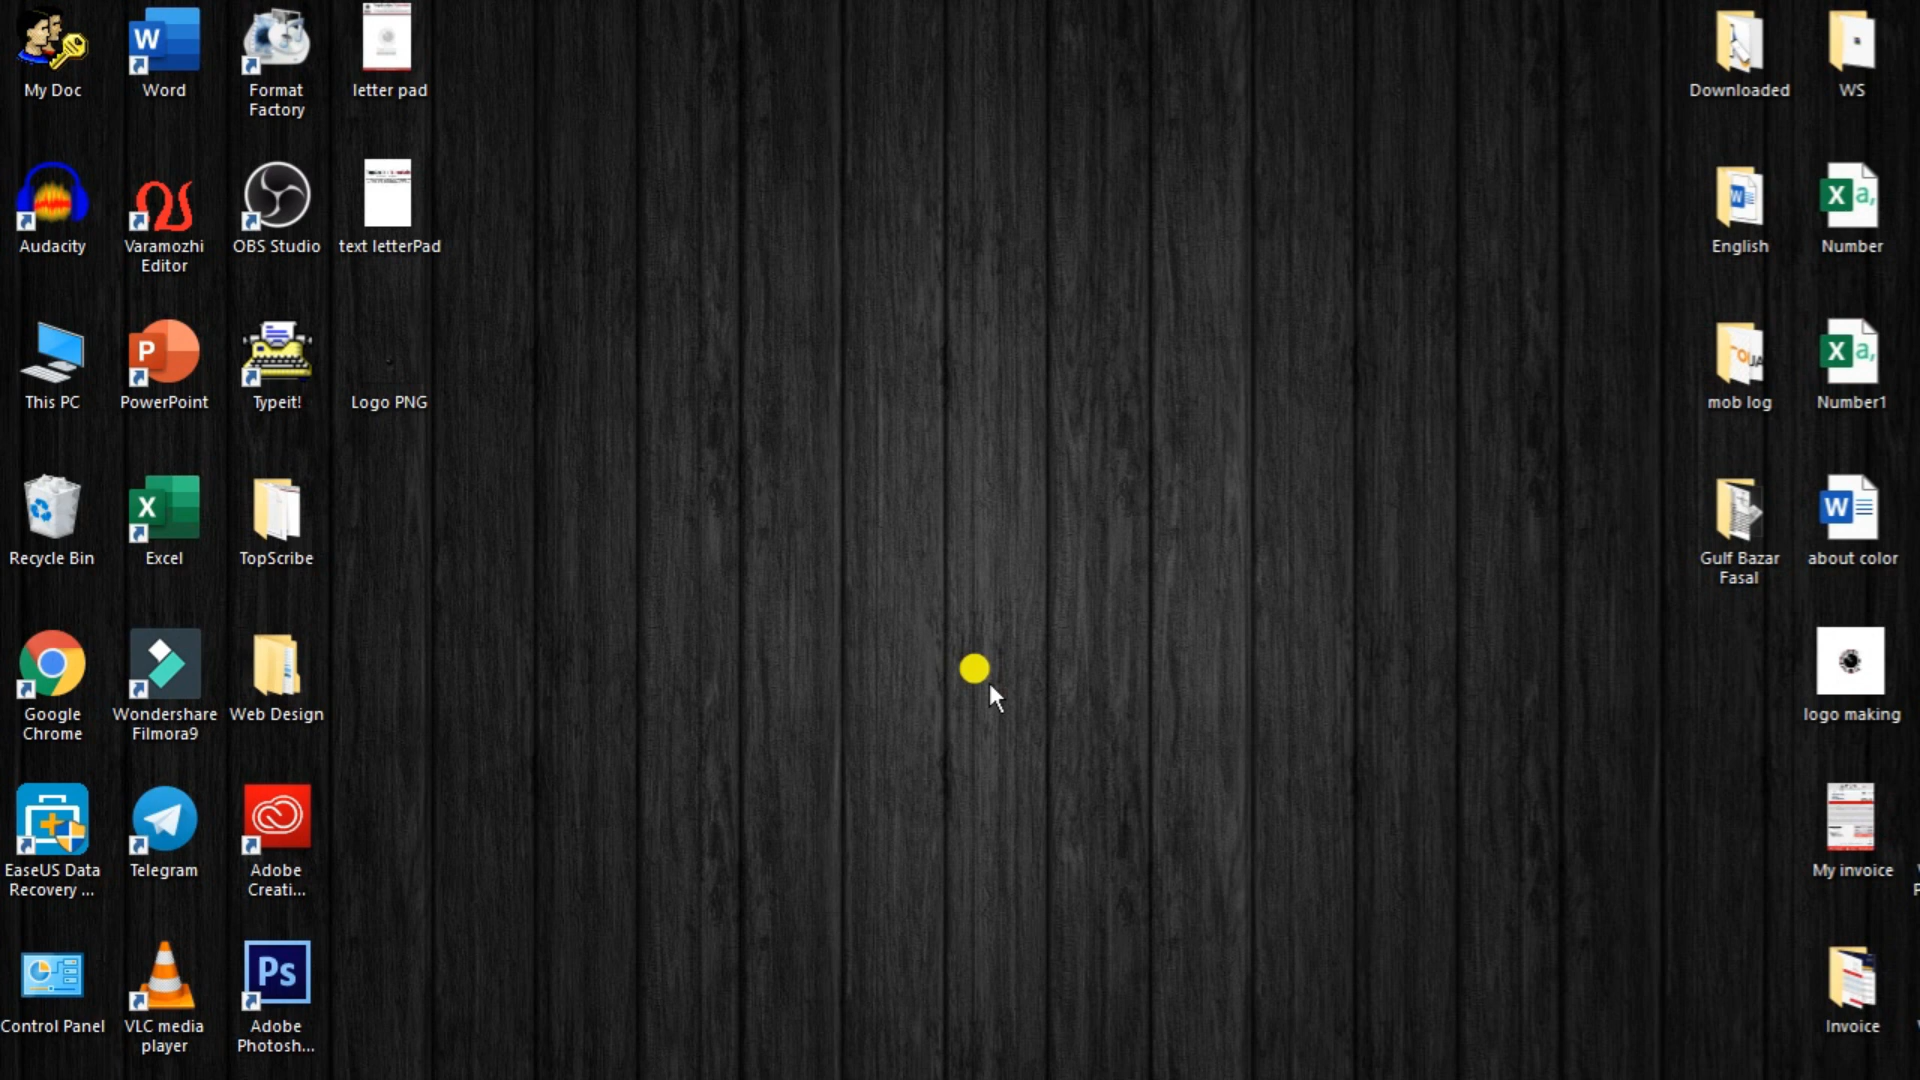 My Doc
Word
Format
Factory
letter pad
Downloaded
WS
Audacity
Varamozhi
Editor
OBS Studio
text letterPad
English
Number
This PC
PowerPoint
Typeit!
Logo PNG
mob log
Number1
Recycle Bin
Excel
TopScribe
Gulf Bazar
Fasal
about color
Google
Chrome
Wondershare
Filmora9
Web Design
logo making
EaseUS Data
Recovery ...
Telegram
Adobe
Creati...
My invoice
Control Panel
VLC media
player
Adobe
Photosh...
Invoice